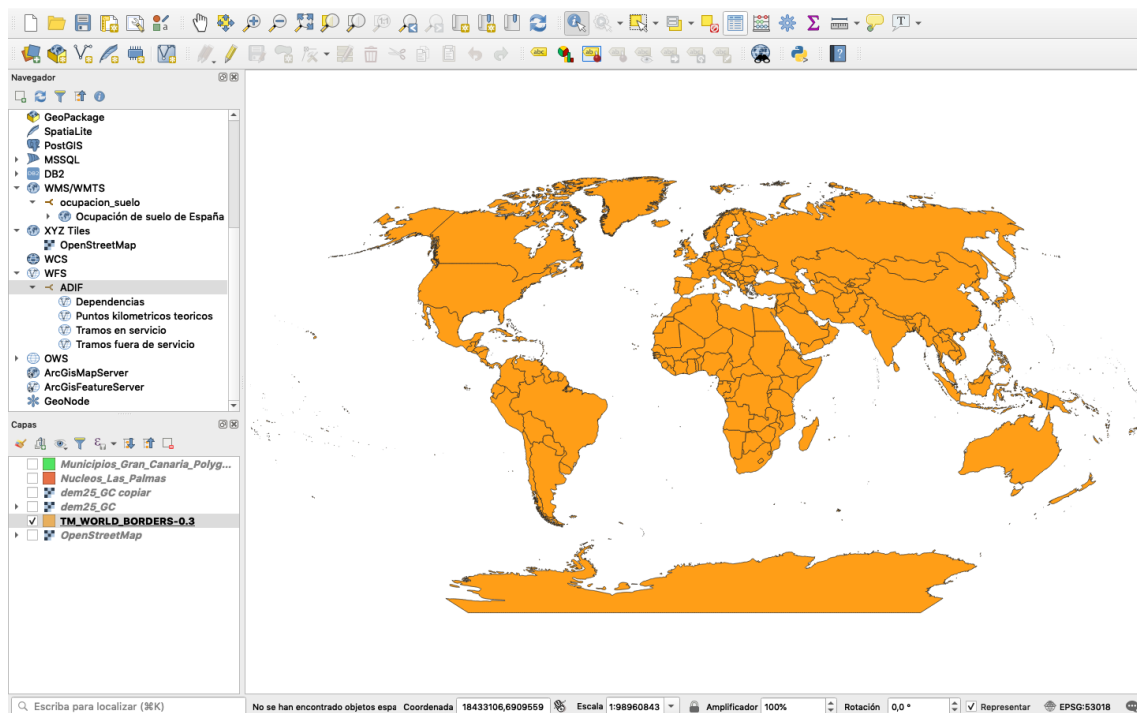 T
abc
ab
?
Navegador
GeoPackage
SpatiaLite
PostGIS
MSSQL
DB2
WMS/WMTS
ocupacion_suelo
Ocupación de suelo de España
XYZ Tiles
OpenStreetMap
WCS
WFS
ADIF
Dependencias
Puntos kilometricos teoricos
Tramos en servicio
Tramos fuera de servicio
OWS
ArcGisMapServer
ArcGisFeatureServer
GeoNode
Capas
Municipios_Gran_Canaria_Polyg...
Nucleos_Las_Palmas
dem25_GC copiar
dem25_GC
TM_WORLD_BORDERS-0.3
OpenStreetMap
Escriba para localizar (⌘K) No se han encontrado objetos espa Coordenada 18433106,6909559 Escala 1:98960843 Amplificador 100% Rotación 0,0 ° Representar EPSG:53018